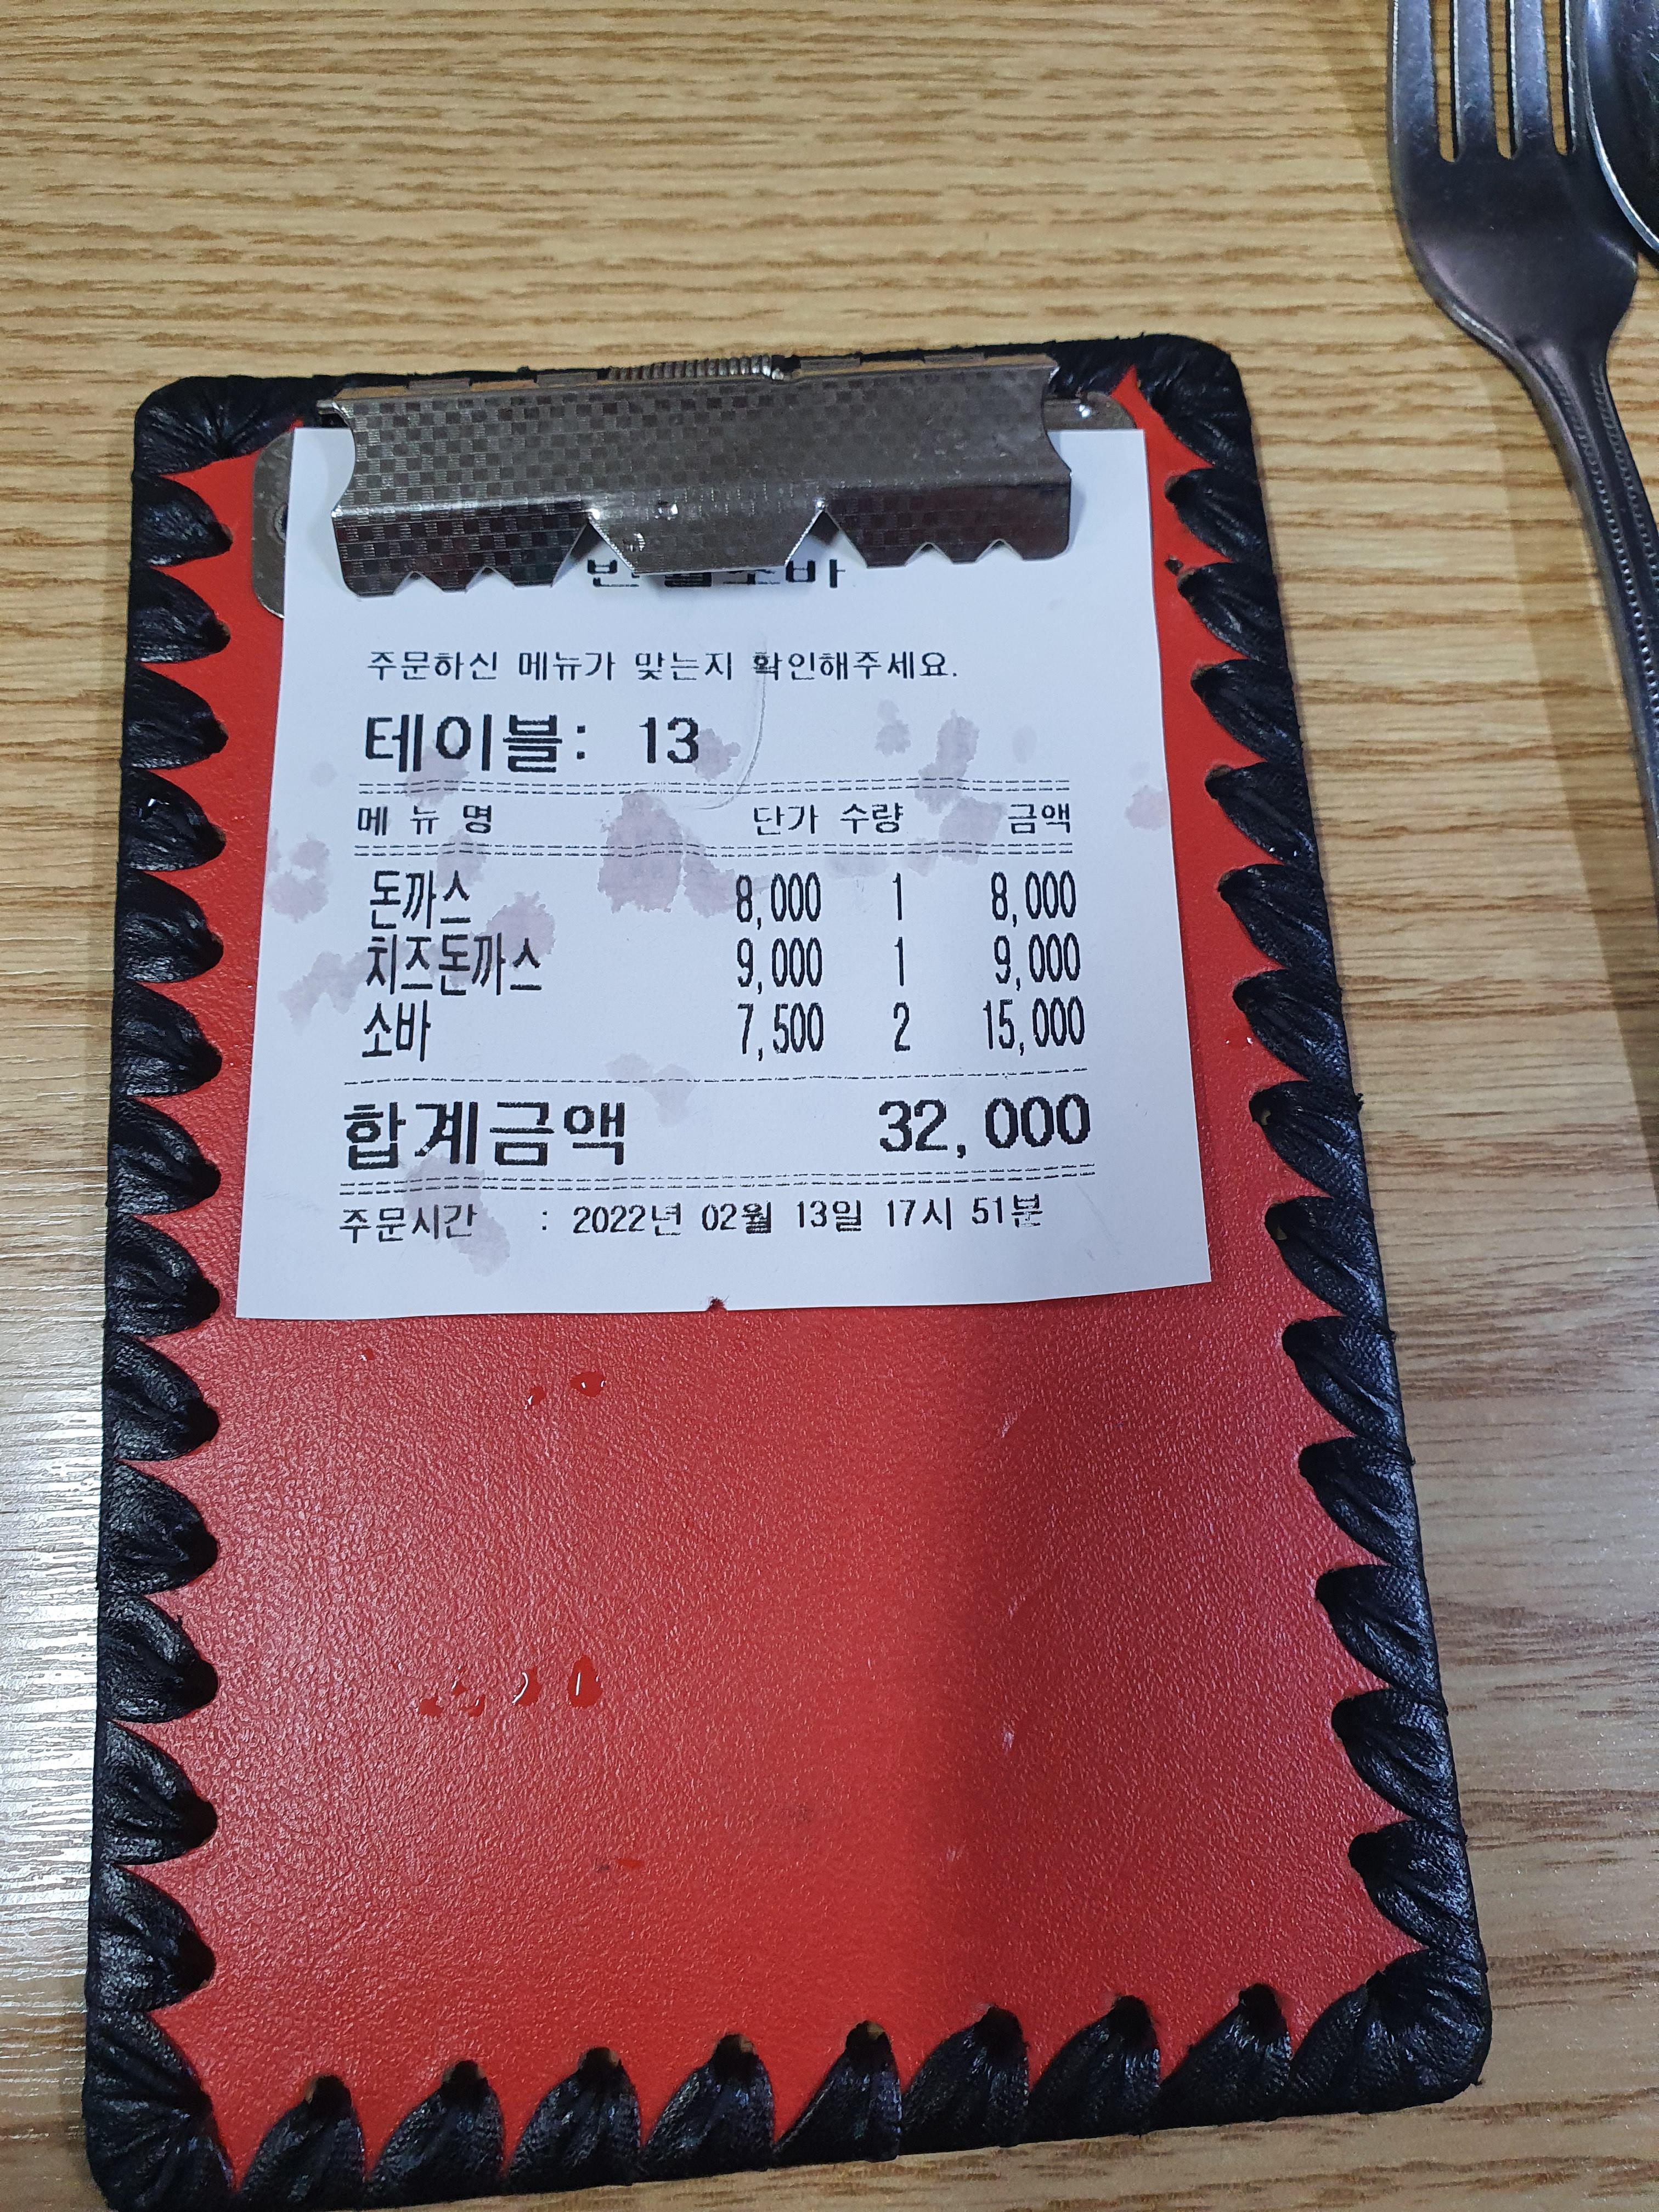 주문하신 메뉴가 맞는지 확인해주세요.
테이블: 13
메 뉴 명 단가 수량 금액
돈까스 8,000 1 8,000
치즈돈까스 9,000 1 9,000
소바 7,500 2 15,000
합계금액 32,000
주문시간 : 2022년 02월 13일 17시 51분